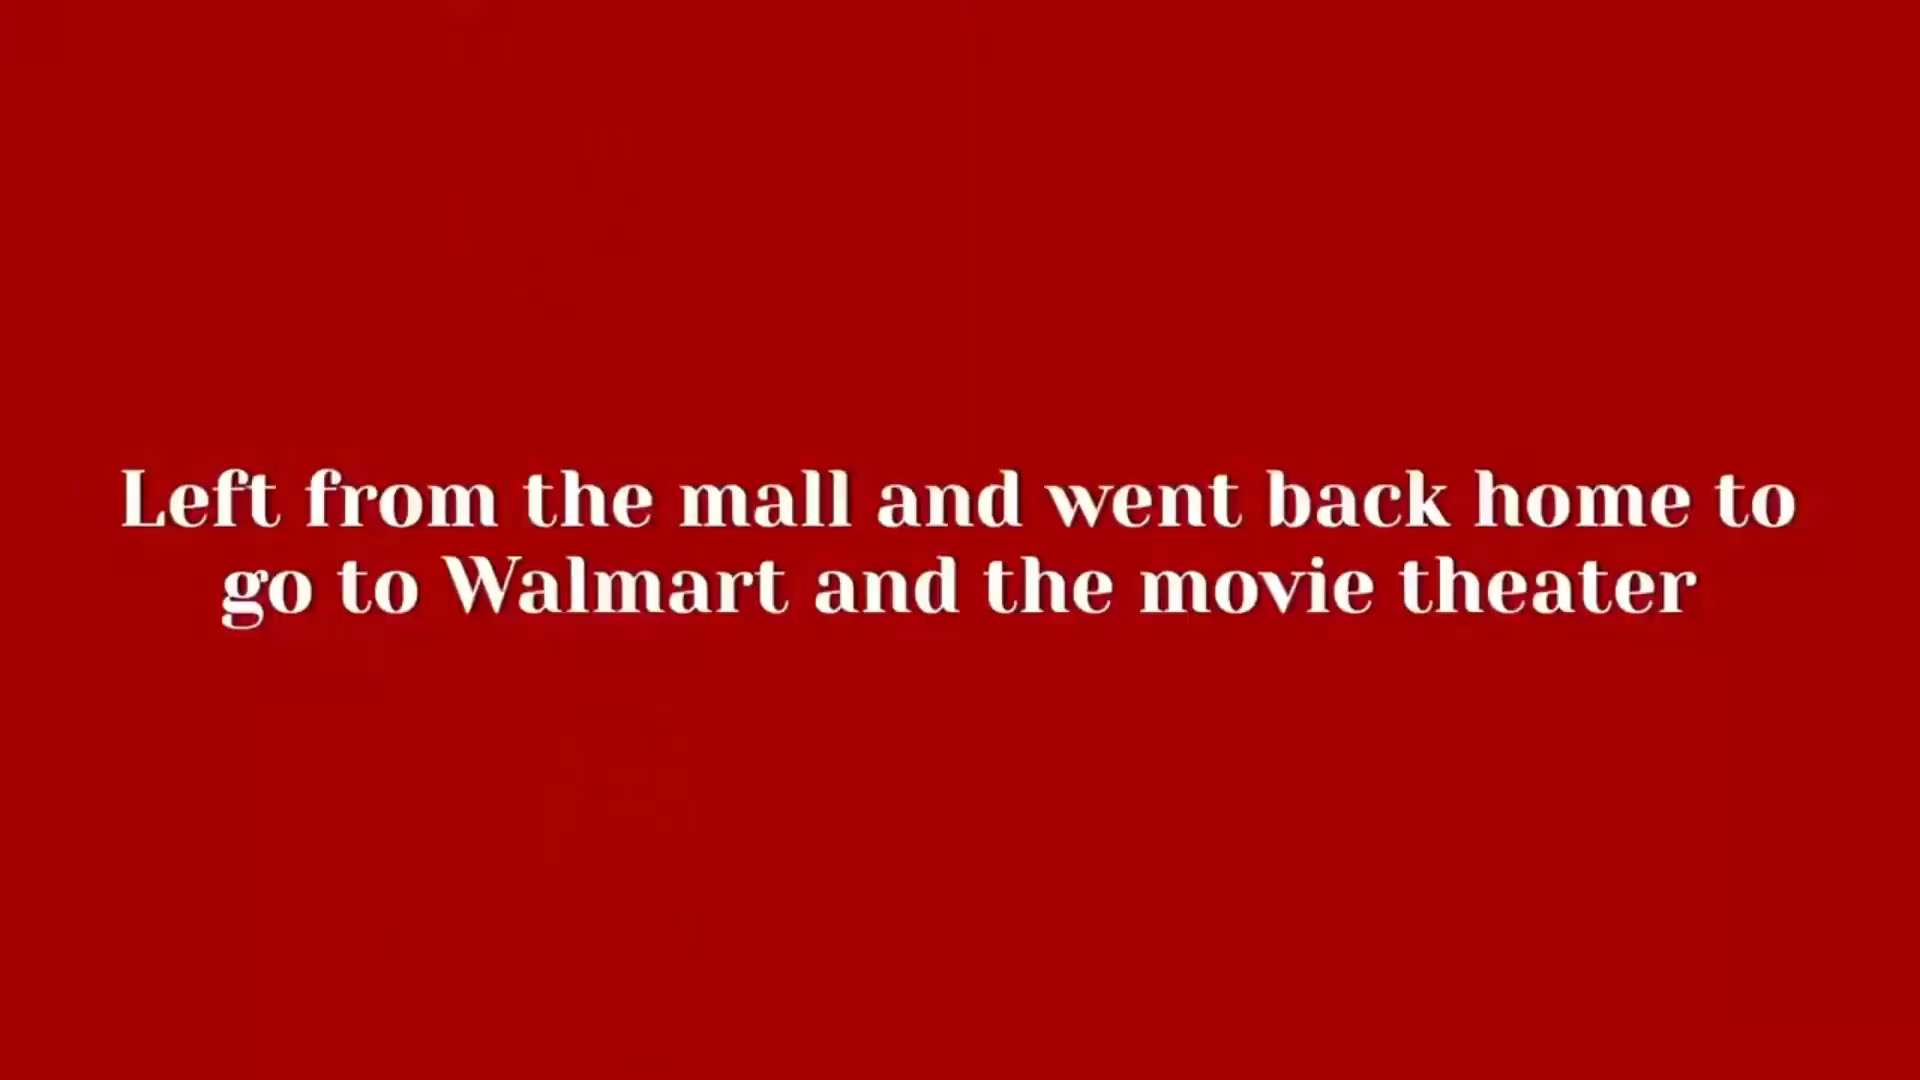 Left from the mall and went back home to
go to Walmart and the movie theater